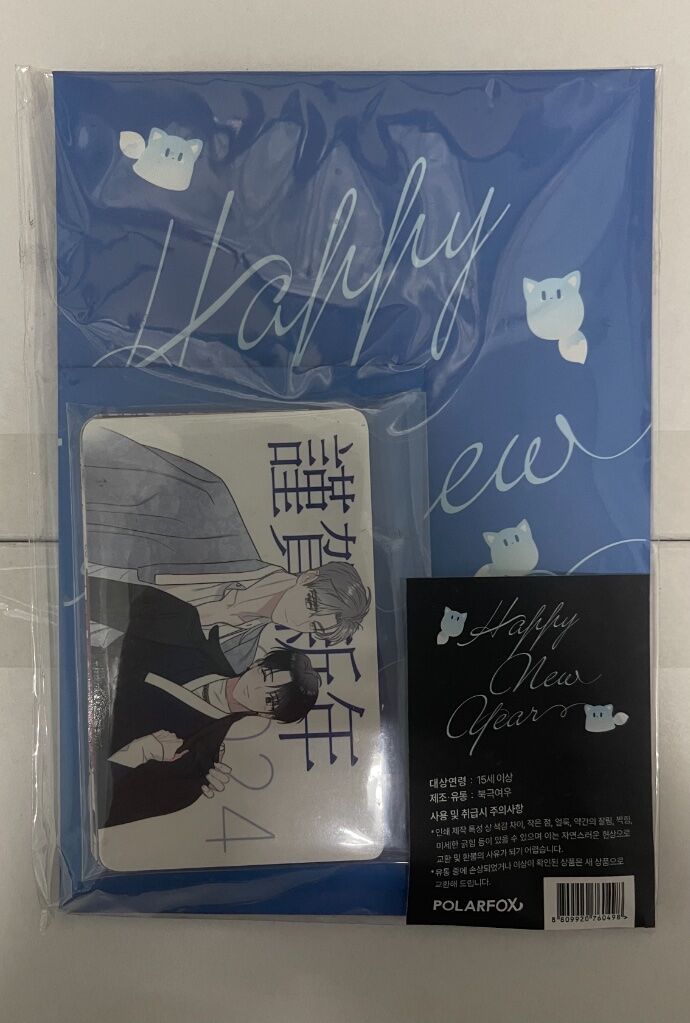 Happy
ew
謹賀新年
2024
Happy
New
Year
대상연령 : 15세 이상
제조·유통 : 북극여우
사용 및 취급시 주의사항
*인쇄 제작 특성 상 색감 차이, 작은 점, 얼룩, 약간의 잘림, 찍힘,
미세한 긁힘 등이 있을 수 있으며 이는 자연스러운 현상으로
교환 및 환불의 사유가 되기 어렵습니다.
*유통 중에 손상되었거나 이상이 확인된 상품은 새 상품으로
교환해 드립니다.
POLARFOX
8 809920 760498 >